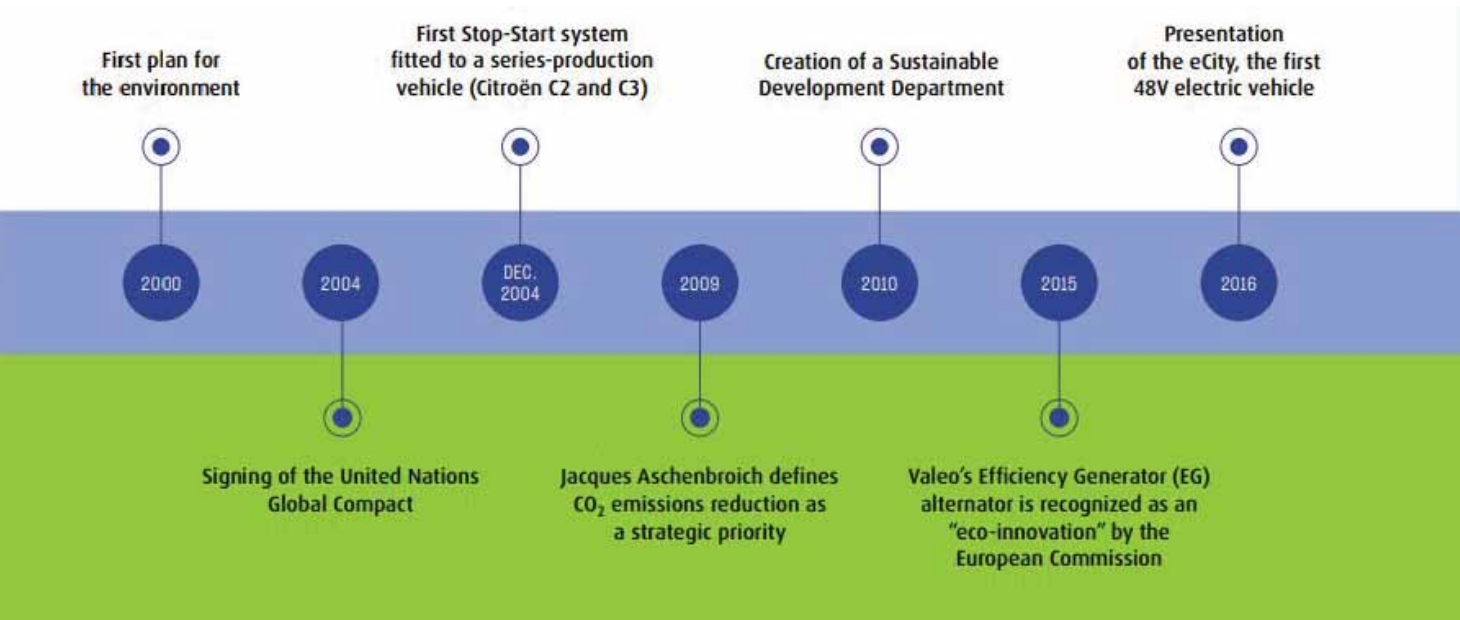 First plan for
the environment
First Stop-Start system
fitted to a series-production
vehicle (Citroën C2 and C3)
Creation of a Sustainable
Development Department
Presentation
of the eCity, the first
48V electric vehicle
2000
2004
DEC.
2004
2009
2010
2015
2016
Signing of the United Nations
Global Compact
Jacques Aschenbroich defines
CO₂ emissions reduction as
a strategic priority
Valeo’s Efficiency Generator (EG)
alternator is recognized as an
“eco-innovation” by the
European Commission